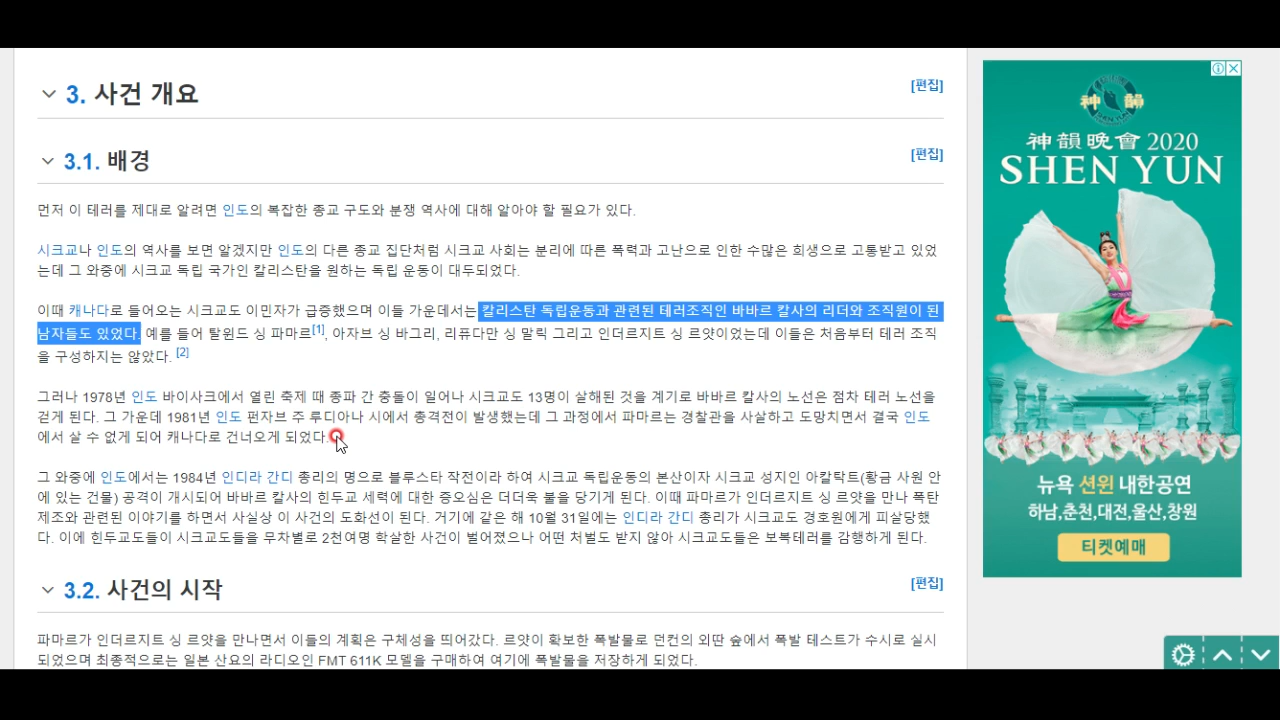 3. 사건 개요
[편집]
3.1. 배경
[편집]
먼저 이 테러를 제대로 알려면 인도의 복잡한 종교 구도와 분쟁 역사에 대해 알아야 할 필요가 있다.
시크교나 인도의 역사를 보면 알겠지만 인도의 다른 종교 집단처럼 시크교 사회는 분리에 따른 폭력과 고난으로 인한 수많은 희생으로 고통받고 있었
는데 그 와중에 시크교 독립 국가인 칼리스탄을 원하는 독립 운동이 대두되었다.
이때 캐나다로 들어오는 시크교도 이민자가 급증했으며 이들 가운데서는 칼리스탄 독립운동과 관련된 테러조직인 바바르 칼사의 리더와 조직원이 된
남자들도 있었다. 예를 들어 탈윈드 싱 파마르[1], 아자브 싱 바그리, 리퓨다만 싱 말릭 그리고 인더르지트 싱 르얏이었는데 이들은 처음부터 테러 조직
을 구성하지는 않았다. [2]
그러나 1978년 인도 바이사크에서 열린 축제 때 종파 간 충돌이 일어나 시크교도 13명이 살해된 것을 계기로 바바르 칼사의 노선은 점차 테러 노선을
걷게 된다. 그 가운데 1981년 인도 펀자브 주 루디아나 시에서 총격전이 발생했는데 그 과정에서 파마르는 경찰관을 사살하고 도망치면서 결국 인도
에서 살 수 없게 되어 캐나다로 건너오게 되었다.
그 와중에 인도에서는 1984년 인디라 간디 총리의 명으로 블루스타 작전이라 하여 시크교 독립운동의 본산이자 시크교 성지인 아칼탁트(황금 사원 안
에 있는 건물) 공격이 개시되어 바바르 칼사의 힌두교 세력에 대한 증오심은 더더욱 불을 당기게 된다. 이때 파마르가 인더르지트 싱 르얏을 만나 폭탄
제조와 관련된 이야기를 하면서 사실상 이 사건의 도화선이 된다. 거기에 같은 해 10월 31일에는 인디라 간디 총리가 시크교도 경호원에게 피살당했
다. 이에 힌두교도들이 시크교도들을 무차별로 2천여명 학살한 사건이 벌어졌으나 어떤 처벌도 받지 않아 시크교도들은 보복테러를 감행하게 된다.
3.2. 사건의 시작
[편집]
파마르가 인더르지트 싱 르얏을 만나면서 이들의 계획은 구체성을 띄어갔다. 르얏이 확보한 폭발물로 던컨의 외딴 숲에서 폭발 테스트가 수시로 실시
되었으며 최종적으로는 일본 산요의 라디오인 FMT 611K 모델을 구매하여 여기에 폭발물을 저장하게 되었다.
神韻
SHEN YUN
神韻晚會 2020
SHEN YUN
뉴욕 션윈 내한공연
하남,춘천,대전,울산,창원
티켓예매